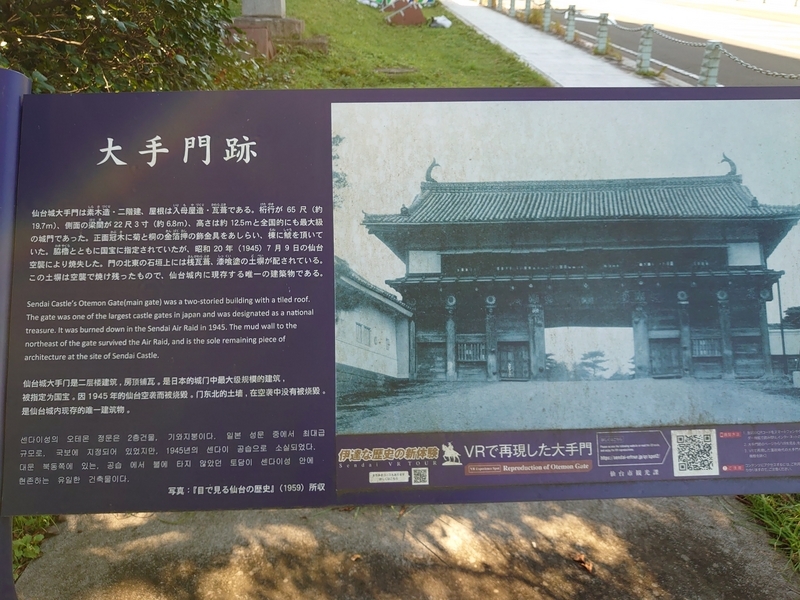 大手門跡
仙台城大手門は素木造・二階建、屋根は入母屋造・瓦葺である。桁行が 65 尺（約
19.7m）、側面の梁間が 22 尺 3 寸（約 6.8m）、高さは約 12.5mと全国的にも最大級
の城門であった。正面冠木に菊と桐の金箔押の飾金具をあしらい、棟に鯱を頂いて
いた。脇櫓とともに国宝に指定されていたが、昭和 20 年（1945）7 月 9 日の仙台
空襲により焼失した。門の北東の石垣上には桟瓦葺、漆喰塗の土塀が配されている。
この土塀は空襲で焼け残ったもので、仙台城内に現存する唯一の建築物である。
Sendai Castle's Otemon Gate(main gate) was a two-storied building with a tiled roof.
The gate was one of the largest castle gates in japan and was designated as a national
treasure. It was burned down in the Sendai Air Raid in 1945. The mud wall to the
northeast of the gate survived the Air Raid, and is the sole remaining piece of
architecture at the site of Sendai Castle.
仙台城大手门是二层楼建筑，房顶铺瓦。是日本的城门中最大级规模的建筑，
被指定为国宝。因 1945 年的仙台空袭而被烧毁。门东北的土墙，在空袭中没有被烧毁，
是仙台城内现存的唯一建筑物。
센다이성의 오테몬 정문은 2층건물, 기와지붕이다. 일본 성문 중에서 최대급
규모로, 국보에 지정되어 있었지만, 1945년의 센다이 공습으로 소실되었다.
대문 북동쪽에 있는, 공습 에서 불에 타지 않았던 토담이 센다이성 안에
현존하는 유일한 건축물이다.
写真：『目で見る仙台の歴史』（1959）所収
伊達な歴史の新体験
Sendai VR TOUR
VRで再現した大手門
VR Experience Spot
Reproduction of Otemon Gate
仙台市観光課